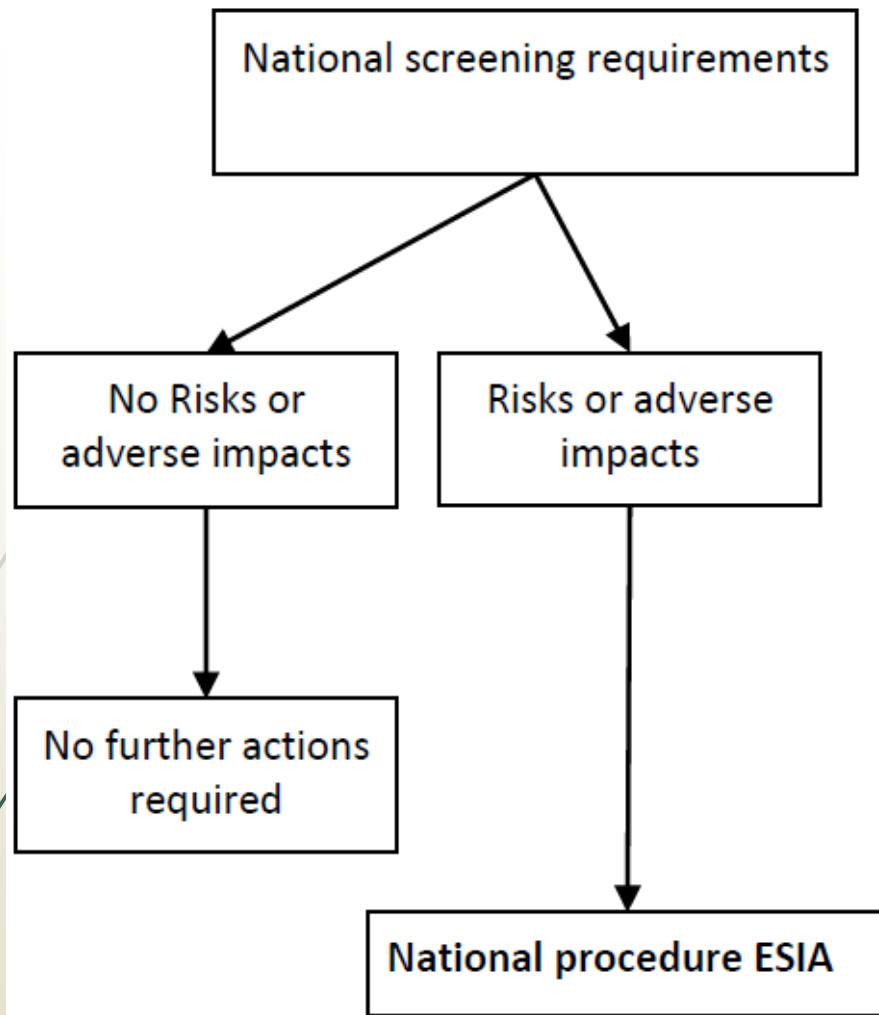 National screening requirements
No Risks or
adverse impacts
Risks or adverse
impacts
No further actions
required
National procedure ESIA